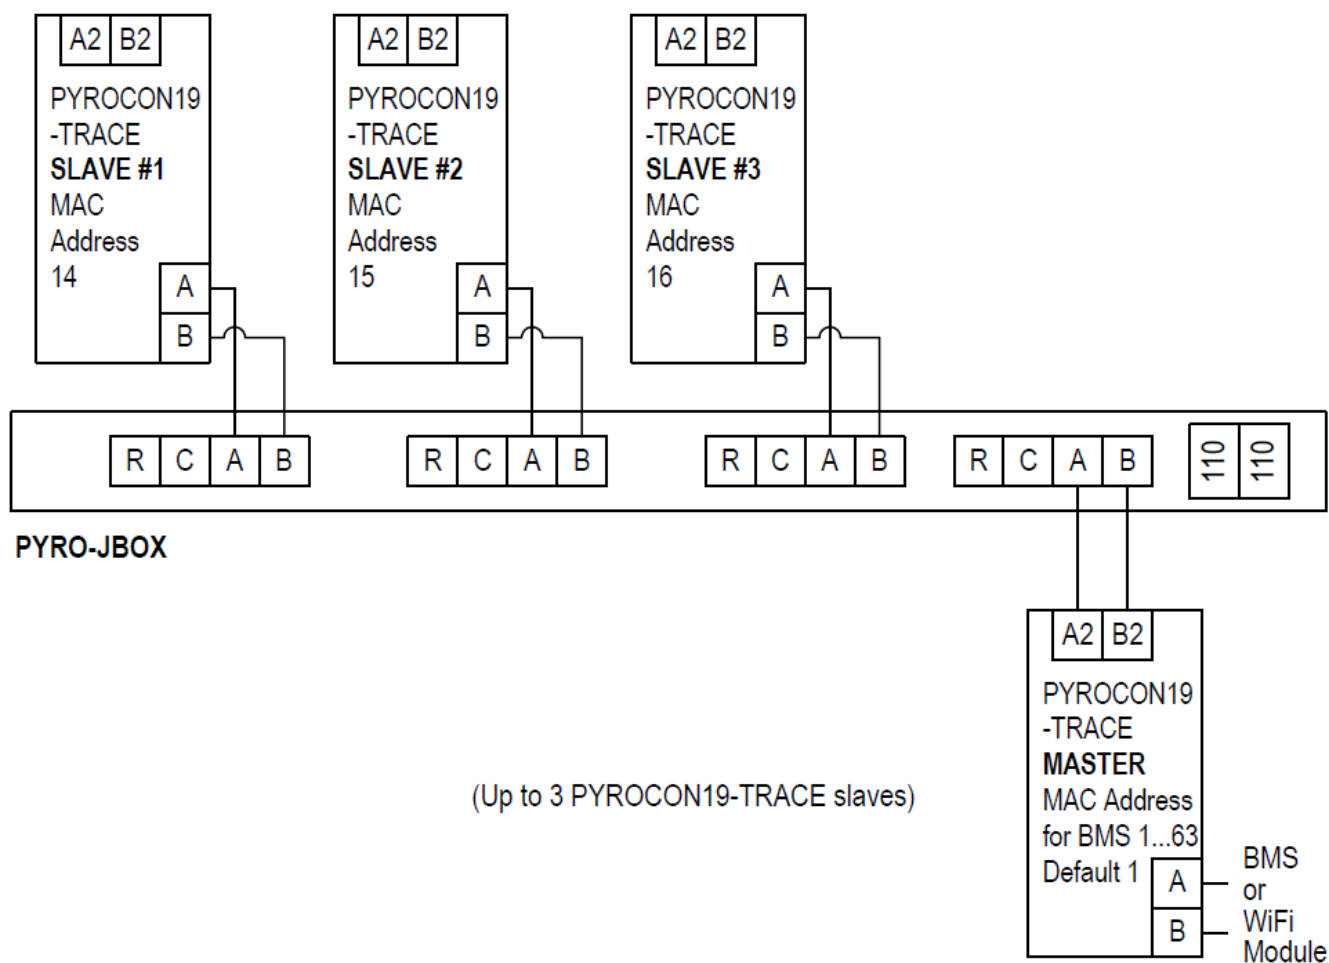 A2 B2
PYROCON19
-TRACE
SLAVE #1
MAC
Address
14
A
B
A2 B2
PYROCON19
-TRACE
SLAVE #2
MAC
Address
15
A
B
A2 B2
PYROCON19
-TRACE
SLAVE #3
MAC
Address
16
A
B
R C A B
R C A B
R C A B
R C A B
110 110
PYRO-JBOX
A2 B2
PYROCON19
-TRACE
MASTER
MAC Address
for BMS 1...63
Default 1
A
B
BMS
or
WiFi
Module
(Up to 3 PYROCON19-TRACE slaves)